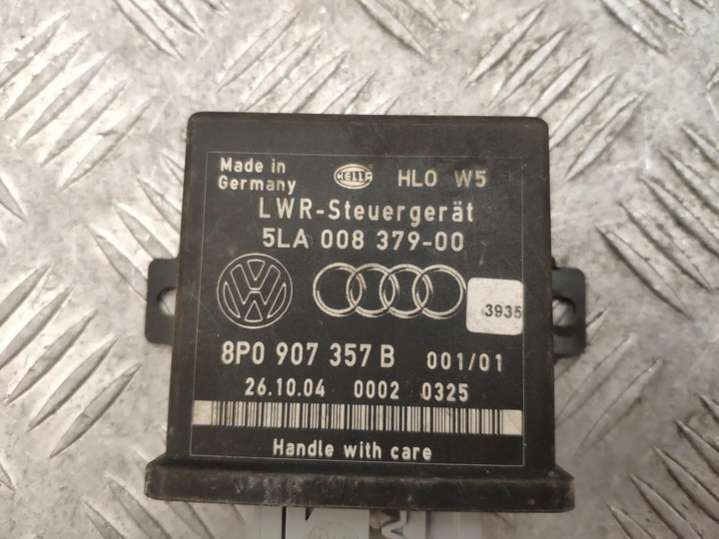 Made in
Germany
HELLA
HLO W5
LWR-Steuergerät
5LA 008 379-00
3935
8P0 907 357 B 001/01
26.10.04 0002 0325
Handle with care